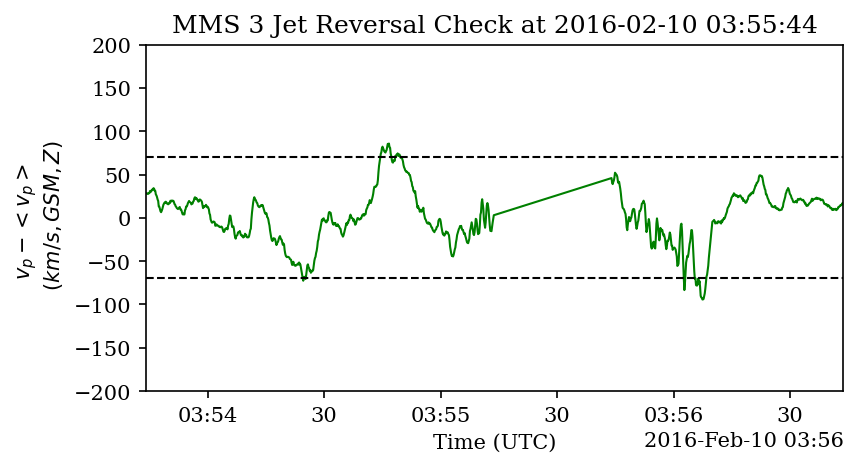 MMS 3 Jet Reversal Check at 2016-02-10 03:55:44
200
150
100
50
0
−50
−100
−150
−200
v_p − < v_p >
(km/s, GSM, Z)
03:54 30 03:55 30 03:56 30
Time (UTC) 2016-Feb-10 03:56